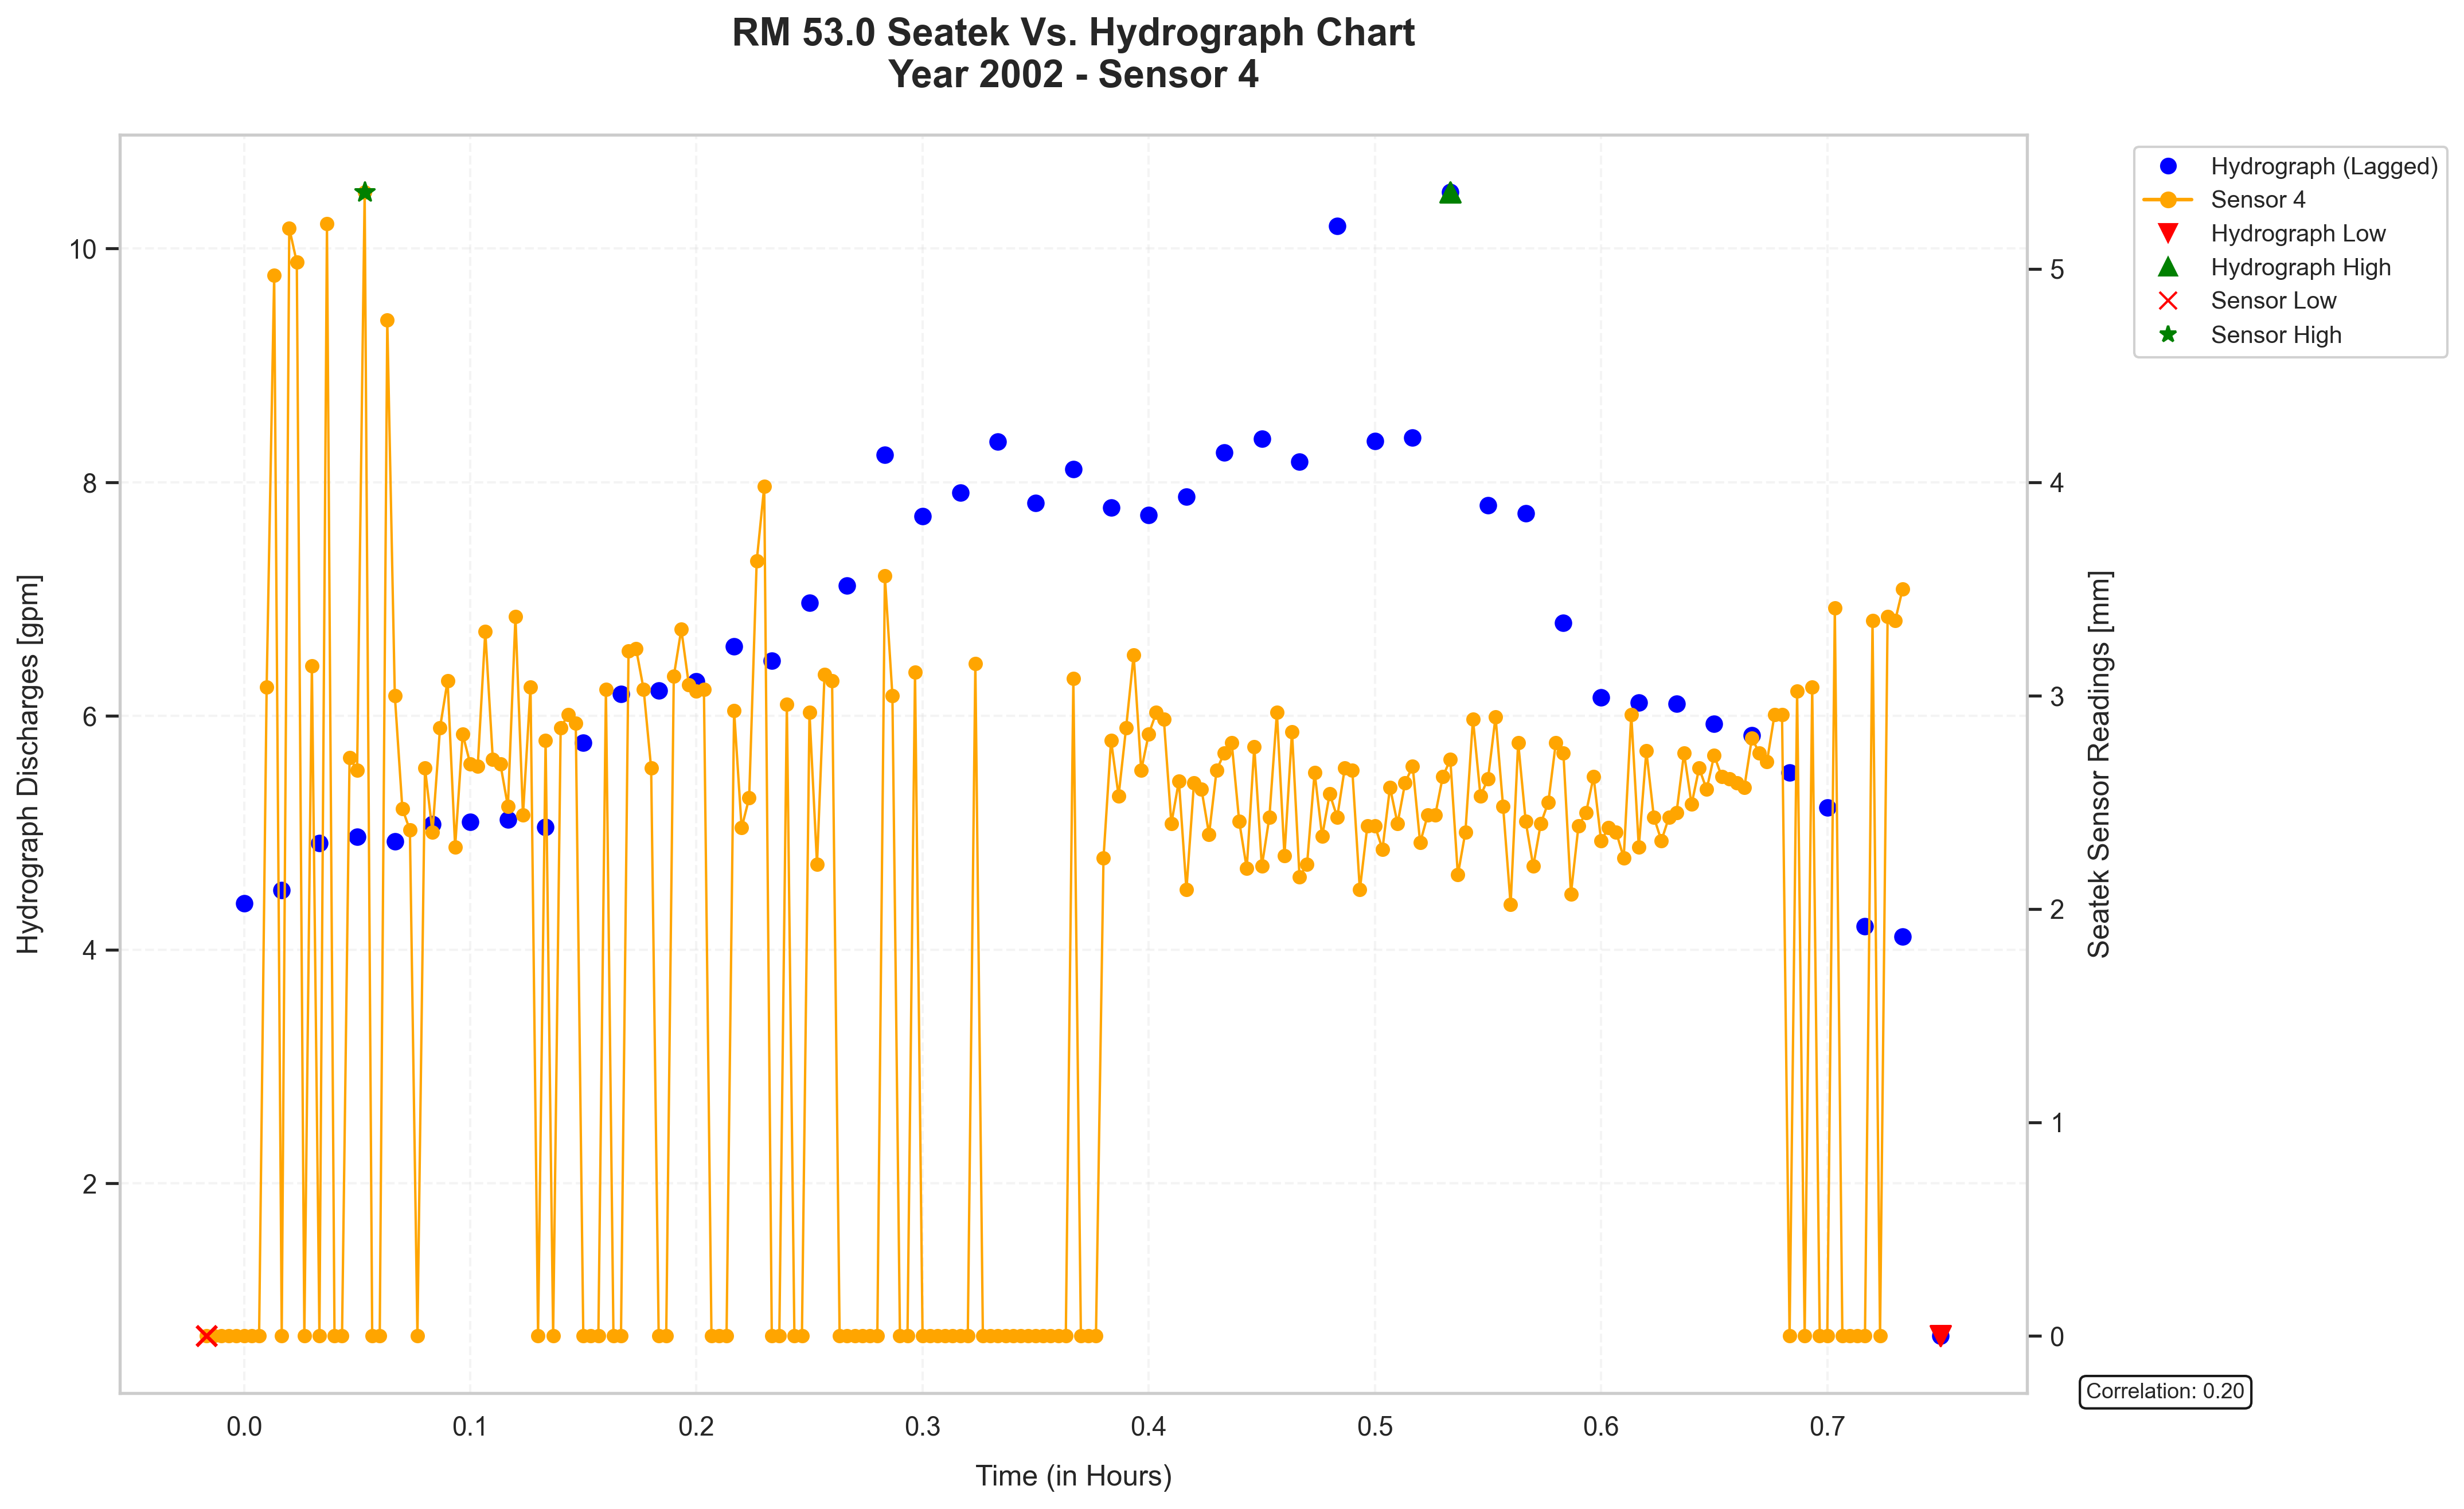 RM 53.0 Seatek Vs. Hydrograph Chart
Year 2002 - Sensor 4
Hydrograph Discharges [gpm]
10
8
6
4
2
Seatek Sensor Readings [mm]
5
4
3
2
1
0
0.0 0.1 0.2 0.3 0.4 0.5 0.6 0.7
Time (in Hours)
Hydrograph (Lagged)
Sensor 4
Hydrograph Low
Hydrograph High
Sensor Low
Sensor High
Correlation: 0.20